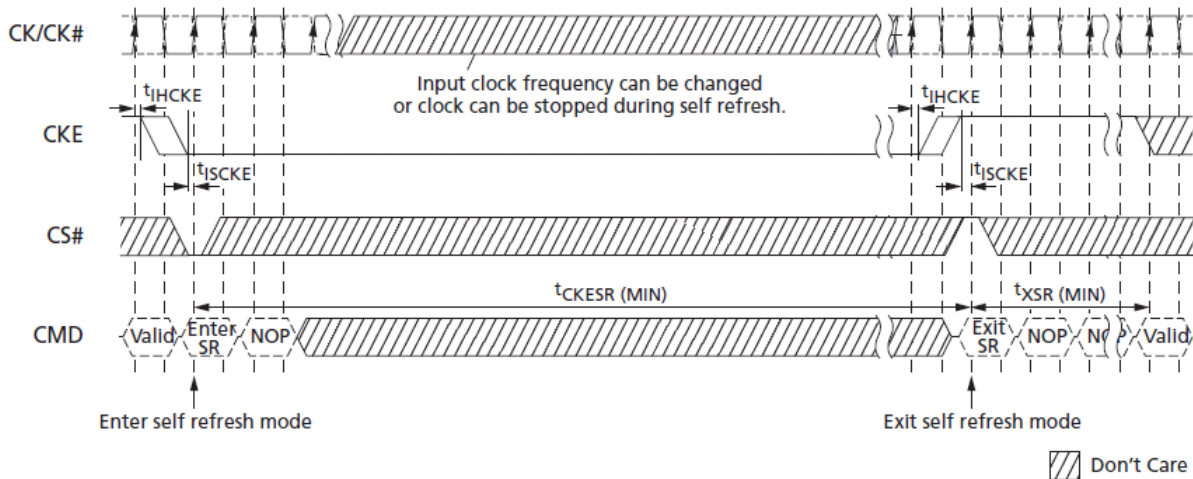 CK/CK#
Input clock frequency can be changed
or clock can be stopped during self refresh.
tIHCKE
tIHCKE
CKE
tISCKE
tISCKE
CS#
tCKESR (MIN)
tXSR (MIN)
CMD
Valid
Enter
SR
NOP
Exit
SR
NOP
NOP
Valid
Enter self refresh mode
Exit self refresh mode
Don't Care